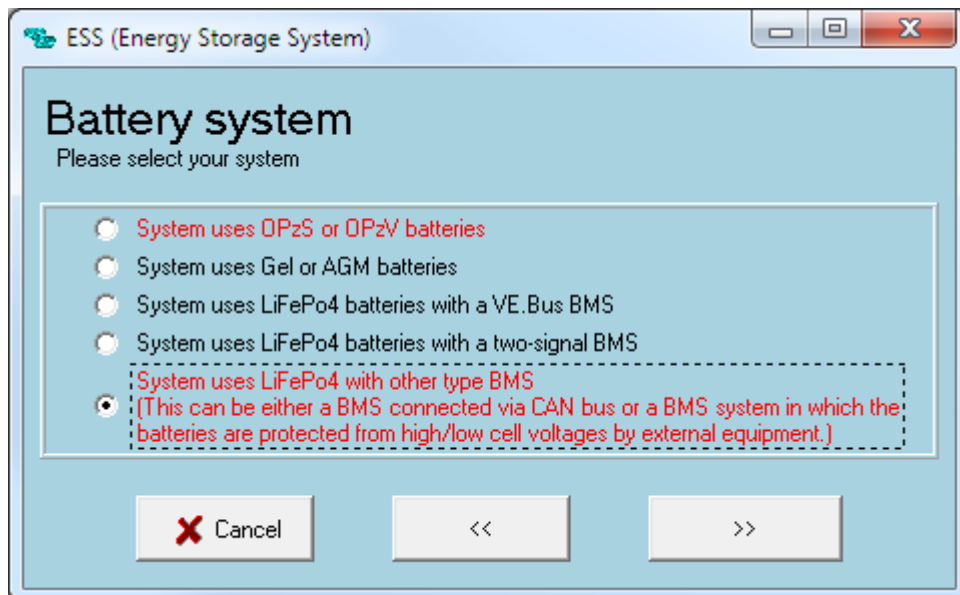 ESS (Energy Storage System)
Battery system
Please select your system
System uses OPzS or OPzV batteries
System uses Gel or AGM batteries
System uses LiFePo4 batteries with a VE.Bus BMS
System uses LiFePo4 batteries with a two-signal BMS
System uses LiFePo4 with other type BMS
(This can be either a BMS connected via CAN bus or a BMS system in which the
batteries are protected from high/low cell voltages by external equipment.)
Cancel
<<
>>